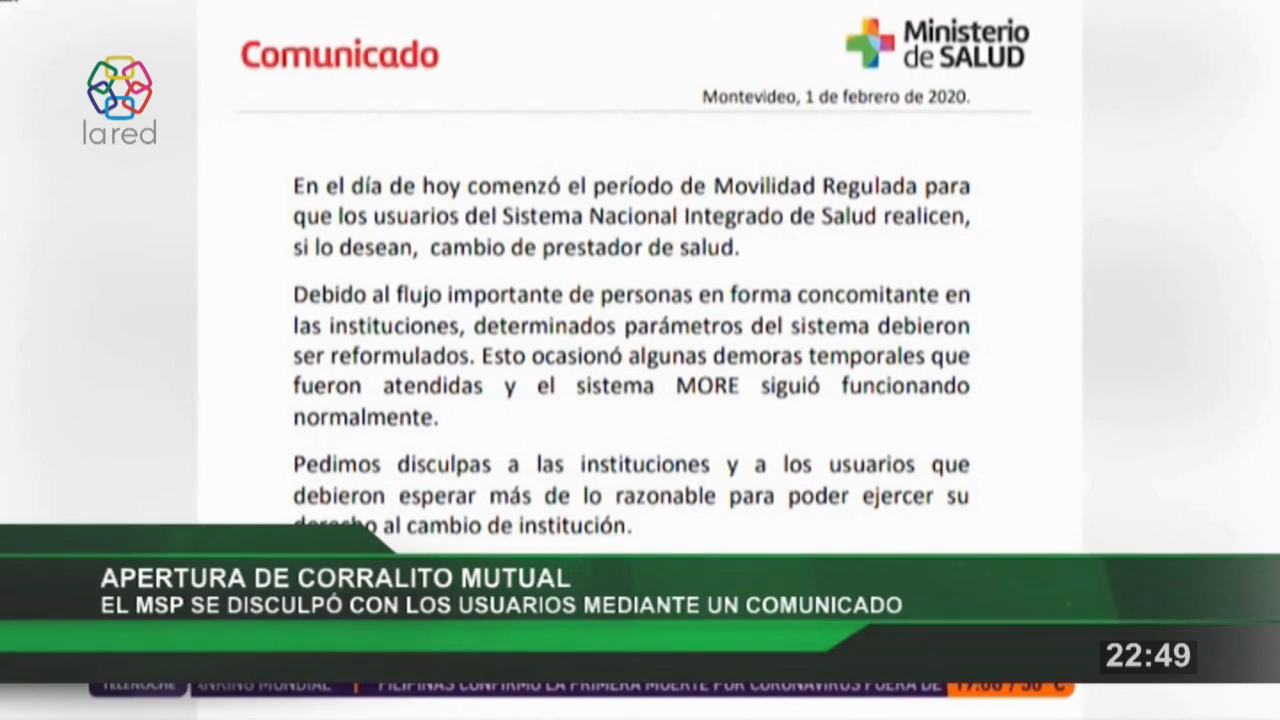 Comunicado
Ministerio
de SALUD
lared
Montevideo, 1 de febrero de 2020.
En el día de hoy comenzó el período de Movilidad Regulada para
que los usuarios del Sistema Nacional Integrado de Salud realicen,
si lo desean, cambio de prestador de salud.
Debido al flujo importante de personas en forma concomitante en
las instituciones, determinados parámetros del sistema debieron
ser reformulados. Esto ocasionó algunas demoras temporales que
fueron atendidas y el sistema MORE siguió funcionando
normalmente.
Pedimos disculpas a las instituciones y a los usuarios que
debieron esperar más de lo razonable para poder ejercer su
derecho al cambio de institución.
APERTURA DE CORRALITO MUTUAL
EL MSP SE DISCULPÓ CON LOS USUARIOS MEDIANTE UN COMUNICADO
22:49
TELENOCHE MUNDIAL | FILIPINAS CONFIRMÓ LA PRIMERA MUERTE POR CORONAVIRUS FUERA DE